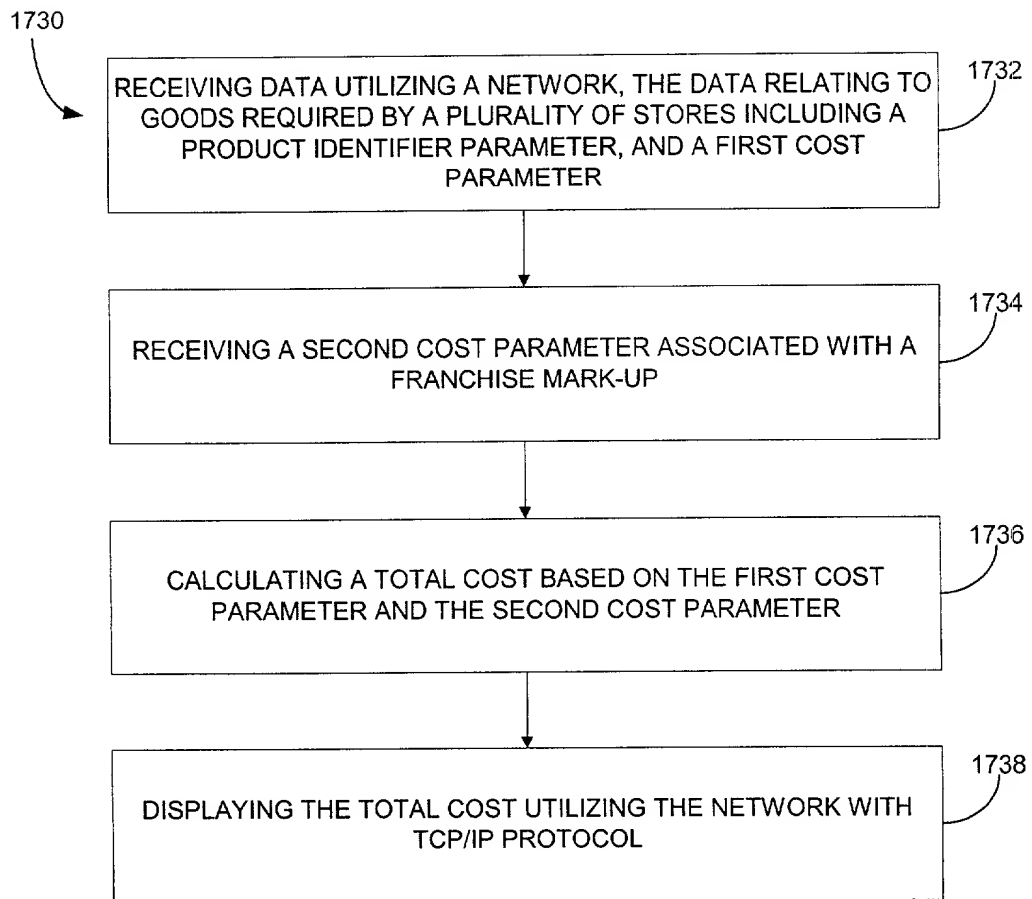 1730
RECEIVING DATA UTILIZING A NETWORK, THE DATA RELATING TO
GOODS REQUIRED BY A PLURALITY OF STORES INCLUDING A
PRODUCT IDENTIFIER PARAMETER, AND A FIRST COST
PARAMETER
1732
RECEIVING A SECOND COST PARAMETER ASSOCIATED WITH A
FRANCHISE MARK-UP
1734
CALCULATING A TOTAL COST BASED ON THE FIRST COST
PARAMETER AND THE SECOND COST PARAMETER
1736
DISPLAYING THE TOTAL COST UTILIZING THE NETWORK WITH
TCP/IP PROTOCOL
1738